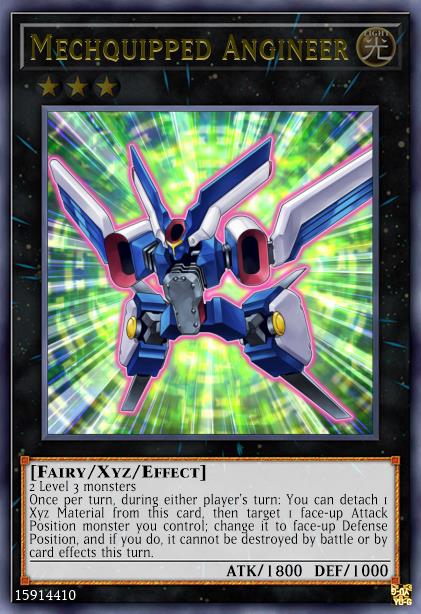 Mechquipped Angineer
LIGHT
光
[Fairy/Xyz/Effect]
2 Level 3 monsters
Once per turn, during either player's turn: You can detach 1
Xyz Material from this card, then target 1 face-up Attack
Position monster you control; change it to face-up Defense
Position, and if you do, it cannot be destroyed by battle or by
card effects this turn.
ATK/1800 DEF/1000
15914410